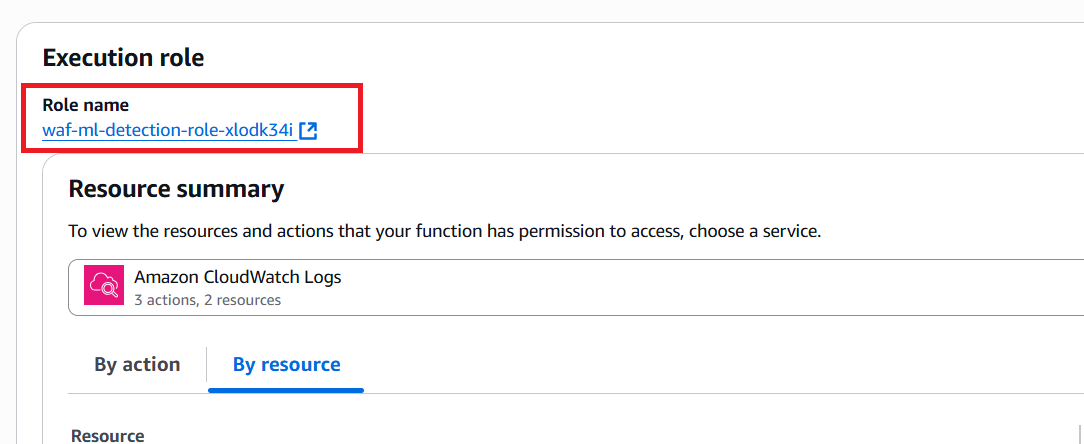 Execution role
Role name
waf-ml-detection-role-xlodk34i
Resource summary
To view the resources and actions that your function has permission to access, choose a service.
Amazon CloudWatch Logs
3 actions, 2 resources
By action
By resource
Resource